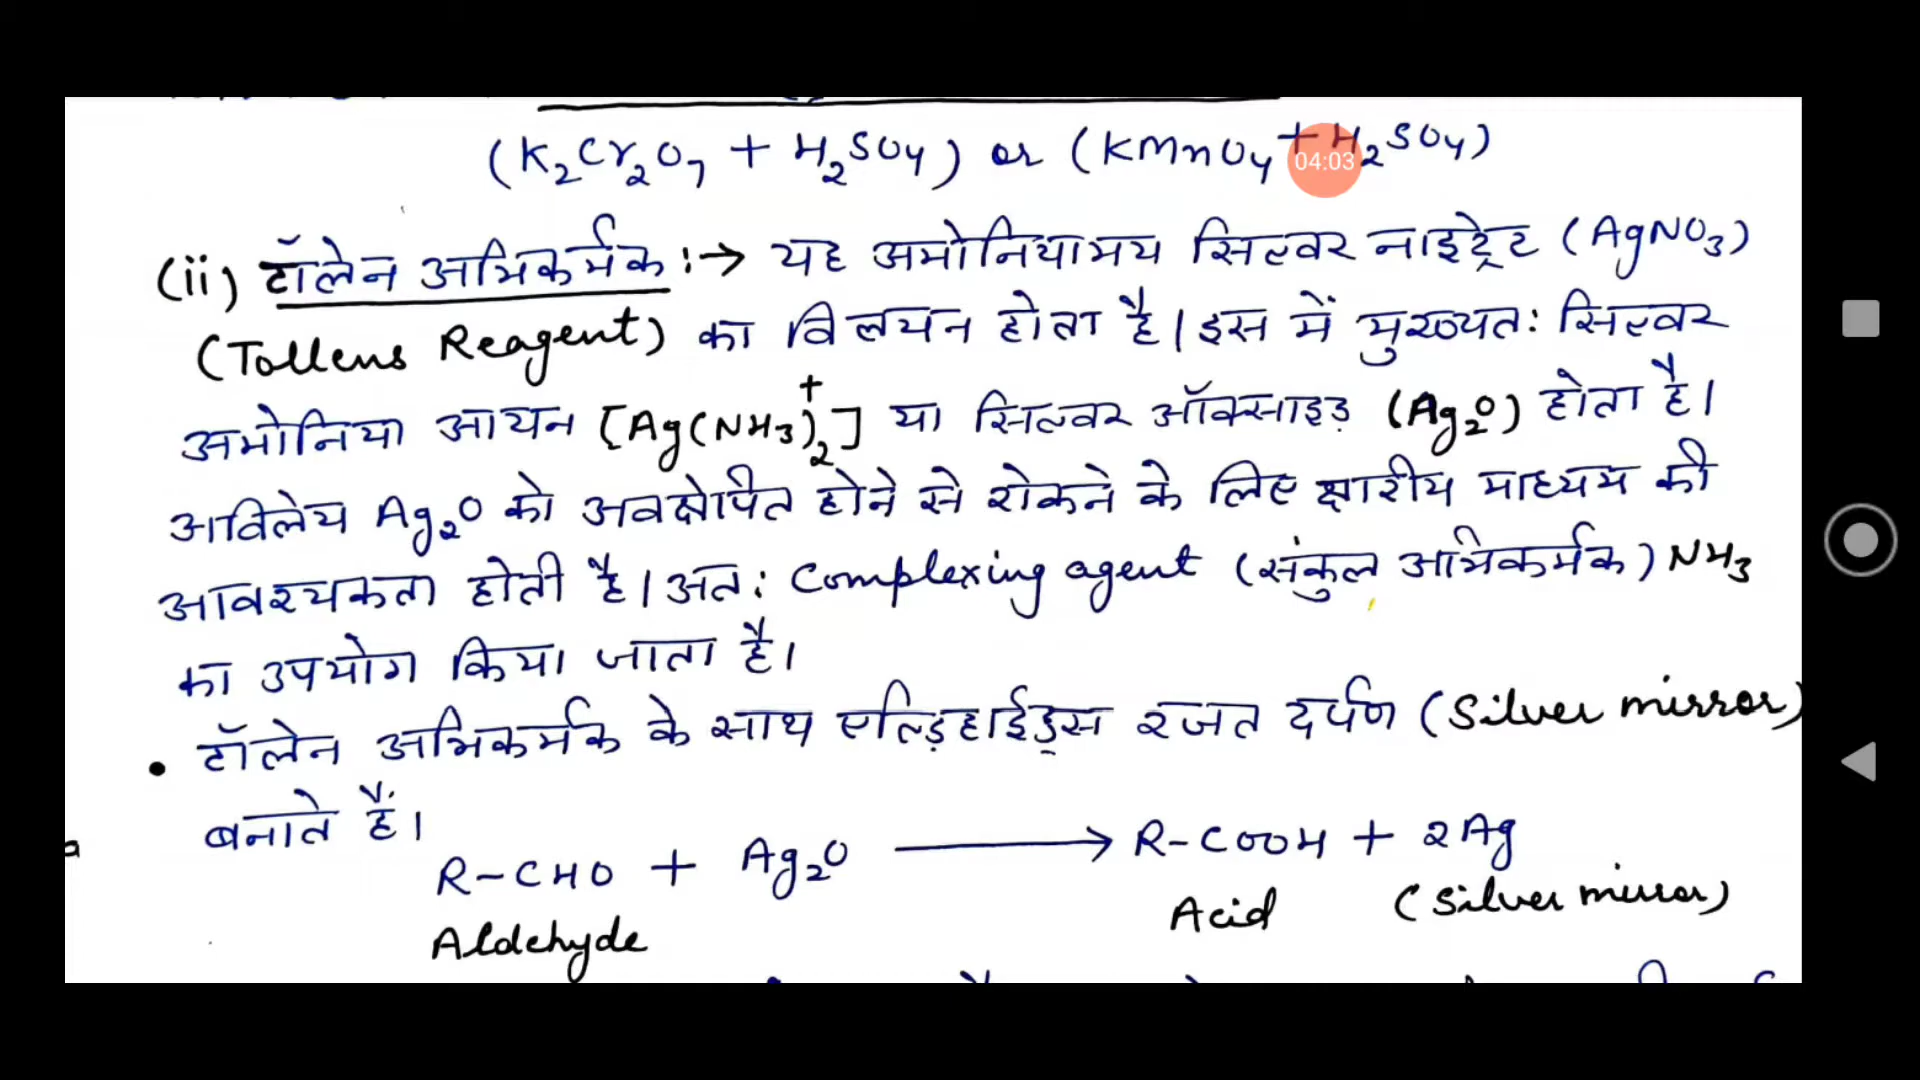 (K2Cr2O7 + H2SO4) or (KMnO4 + H2SO4)
04:03
(ii) टॉलेन अभिकर्मक :→ यह अमोनियामय सिल्वर नाइट्रेट (AgNO3)
(Tollens Reagent) का विलयन होता है। इस में मुख्यतः सिल्वर
अमोनिया आयन [Ag(NH3)2]+ या सिल्वर ऑक्साइड (Ag2O) होता है।
अविलेय Ag2O को अवक्षेपित होने से रोकने के लिए क्षारीय माध्यम की
आवश्यकता होती है। अतः Complexing agent (संकुल अभिकर्मक) NH3
का उपयोग किया जाता है।
• टॉलेन अभिकर्मक के साथ एल्डिहाईड्स रजत दर्पण (Silver mirror)
बनाते हैं।
R-CHO + Ag2O ⟶ R-COOH + 2Ag
Aldehyde Acid (Silver mirror)